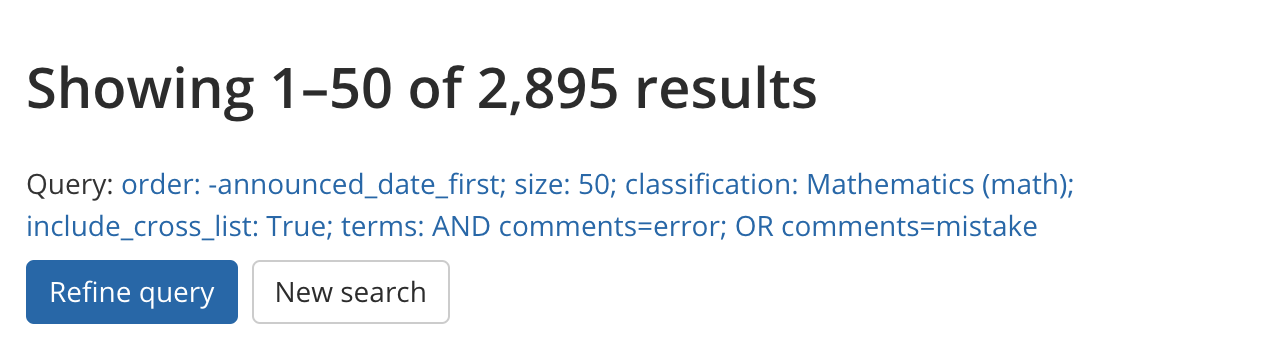 Showing 1–50 of 2,895 results
Query: order: -announced_date_first; size: 50; classification: Mathematics (math);
include_cross_list: True; terms: AND comments=error; OR comments=mistake
Refine query New search